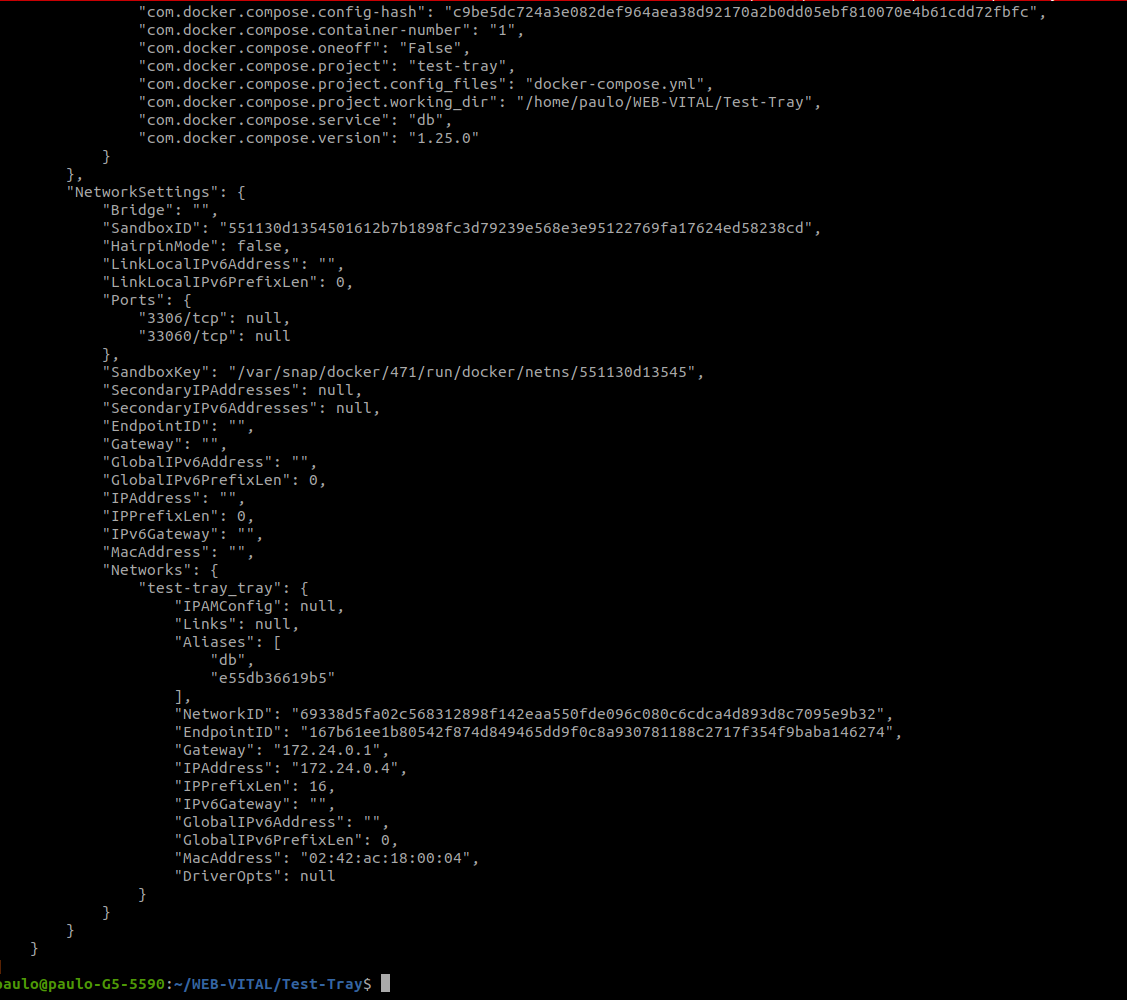 "com.docker.compose.config-hash": "c9be5dc724a3e082def964aea38d92170a2b0dd05ebf810070e4b61cdd72fbfc",
"com.docker.compose.container-number": "1",
"com.docker.compose.oneoff": "False",
"com.docker.compose.project": "test-tray",
"com.docker.compose.project.config_files": "docker-compose.yml",
"com.docker.compose.project.working_dir": "/home/paulo/WEB-VITAL/Test-Tray",
"com.docker.compose.service": "db",
"com.docker.compose.version": "1.25.0"
}
},
"NetworkSettings": {
"Bridge": "",
"SandboxID": "551130d1354501612b7b1898fc3d79239e568e3e95122769fa17624ed58238cd",
"HairpinMode": false,
"LinkLocalIPv6Address": "",
"LinkLocalIPv6PrefixLen": 0,
"Ports": {
"3306/tcp": null,
"33060/tcp": null
},
"SandboxKey": "/var/snap/docker/471/run/docker/netns/551130d13545",
"SecondaryIPAddresses": null,
"SecondaryIPv6Addresses": null,
"EndpointID": "",
"Gateway": "",
"GlobalIPv6Address": "",
"GlobalIPv6PrefixLen": 0,
"IPAddress": "",
"IPPrefixLen": 0,
"IPv6Gateway": "",
"MacAddress": "",
"Networks": {
"test-tray_tray": {
"IPAMConfig": null,
"Links": null,
"Aliases": [
"db",
"e55db36619b5"
],
"NetworkID": "69338d5fa02c568312898f142eaa550fde096c080c6cdca4d893d8c7095e9b32",
"EndpointID": "167b61ee1b80542f874d849465dd9f0c8a930781188c2717f354f9baba146274",
"Gateway": "172.24.0.1",
"IPAddress": "172.24.0.4",
"IPPrefixLen": 16,
"IPv6Gateway": "",
"GlobalIPv6Address": "",
"GlobalIPv6PrefixLen": 0,
"MacAddress": "02:42:ac:18:00:04",
"DriverOpts": null
}
}
}
}
paulo@paulo-G5-5590:~/WEB-VITAL/Test-Tray$